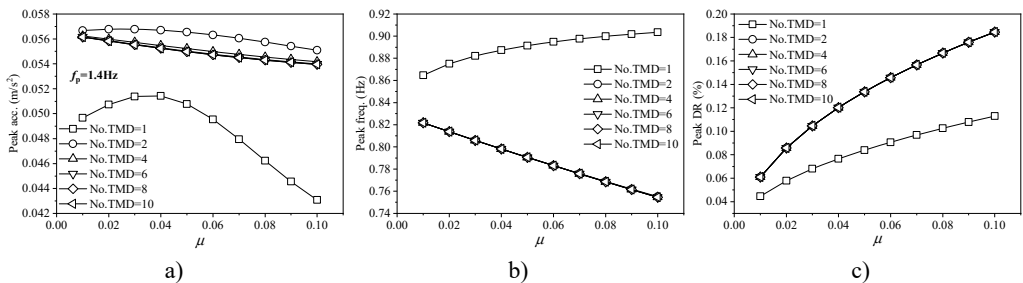 0.058
0.056
0.054
0.052
0.050
0.048
0.046
0.044
0.042
Peak acc. (m/s²)
fp=1.4Hz
No.TMD=1
No.TMD=2
No.TMD=4
No.TMD=6
No.TMD=8
No.TMD=10
0.00 0.02 0.04 0.06 0.08 0.10
μ
a)
0.92
0.90
0.88
0.86
0.84
0.82
0.80
0.78
0.76
0.74
Peak freq. (Hz)
No.TMD=1
No.TMD=2
No.TMD=4
No.TMD=6
No.TMD=8
No.TMD=10
0.00 0.02 0.04 0.06 0.08 0.10
μ
b)
0.20
0.18
0.16
0.14
0.12
0.10
0.08
0.06
0.04
Peak DR (%)
No.TMD=1
No.TMD=2
No.TMD=4
No.TMD=6
No.TMD=8
No.TMD=10
0.00 0.02 0.04 0.06 0.08 0.10
μ
c)